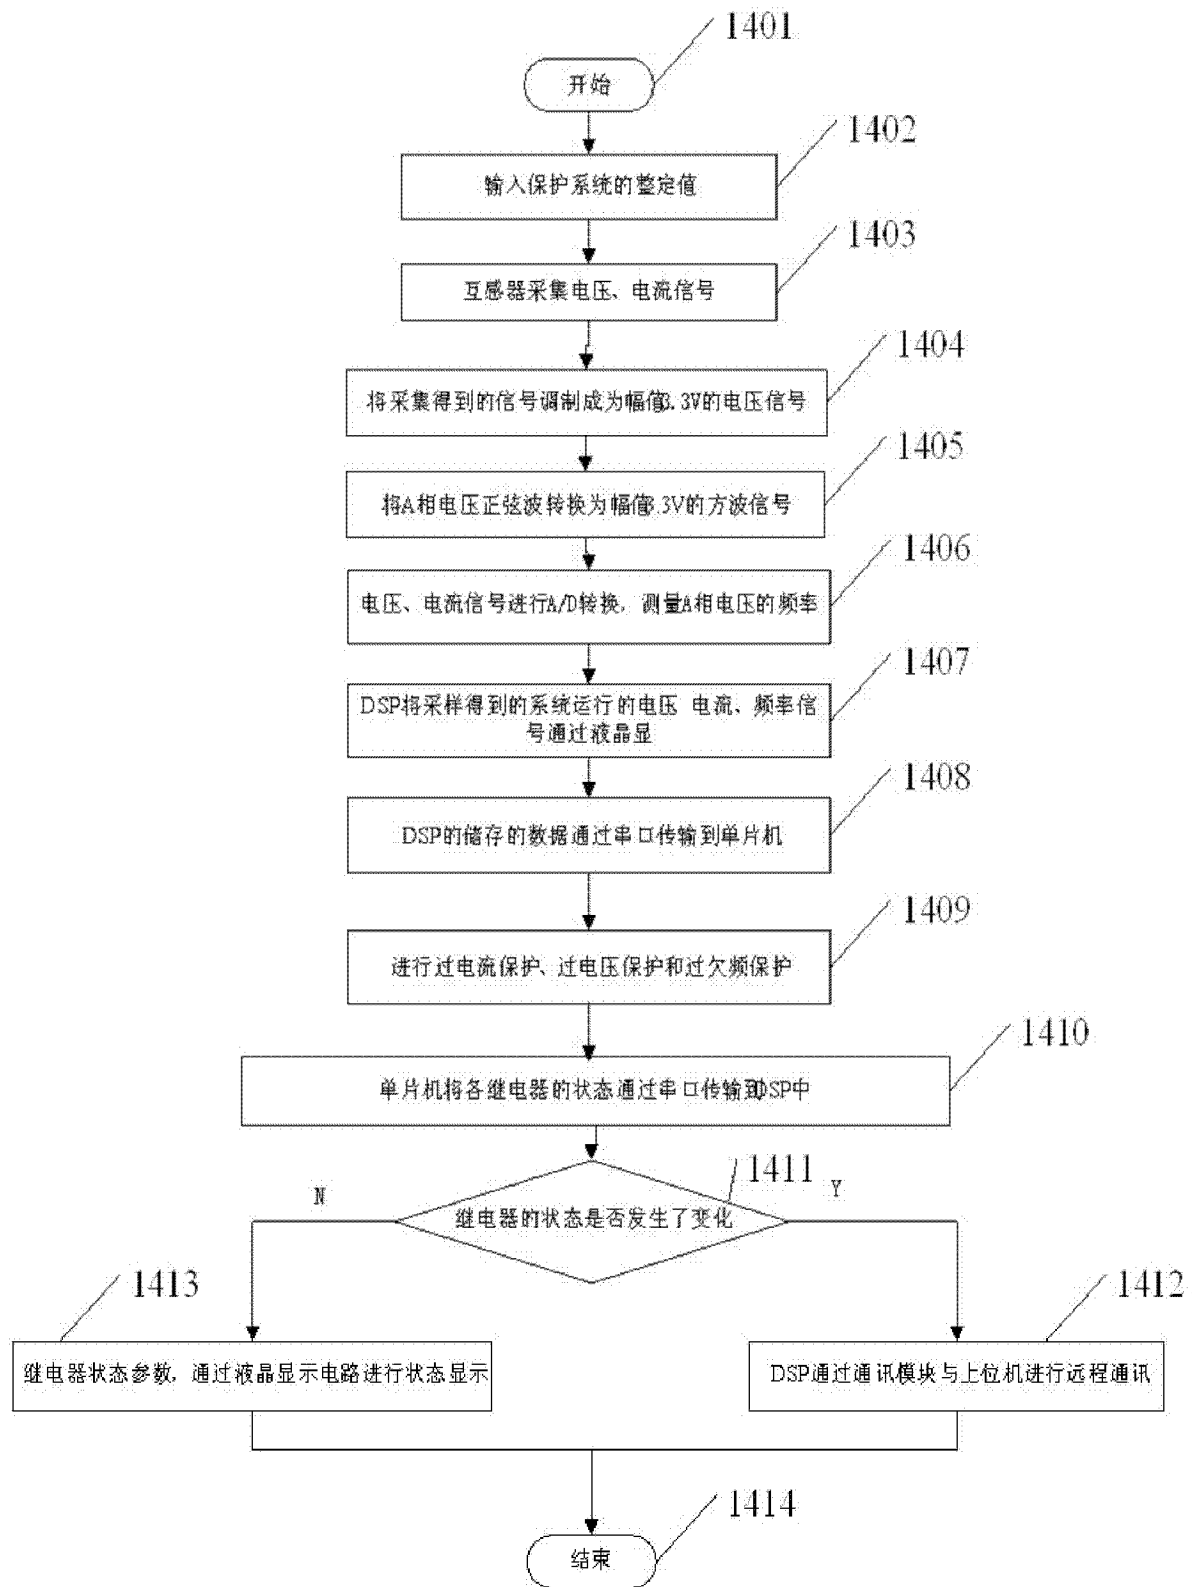 1401
开始
1402
输入保护系统的整定值
1403
互感器采集电压、电流信号
1404
将采集得到的信号调制成为幅值3.3V的电压信号
1405
将A相电压正弦波转换为幅值3.3V的方波信号
1406
电压、电流信号进行A/D转换，测量A相电压的频率
1407
DSP将采样得到的系统运行的电压 电流、频率信
号通过液晶显
1408
DSP的储存的数据通过串口传输到单片机
1409
进行过电流保护、过电压保护和过欠频保护
1410
单片机将各继电器的状态通过串口传输到DSP中
1411
N
Y
继电器的状态是否发生了变化
1413
1412
继电器状态参数，通过液晶显示电路进行状态显示
DSP通过通讯模块与上位机进行远程通讯
1414
结束